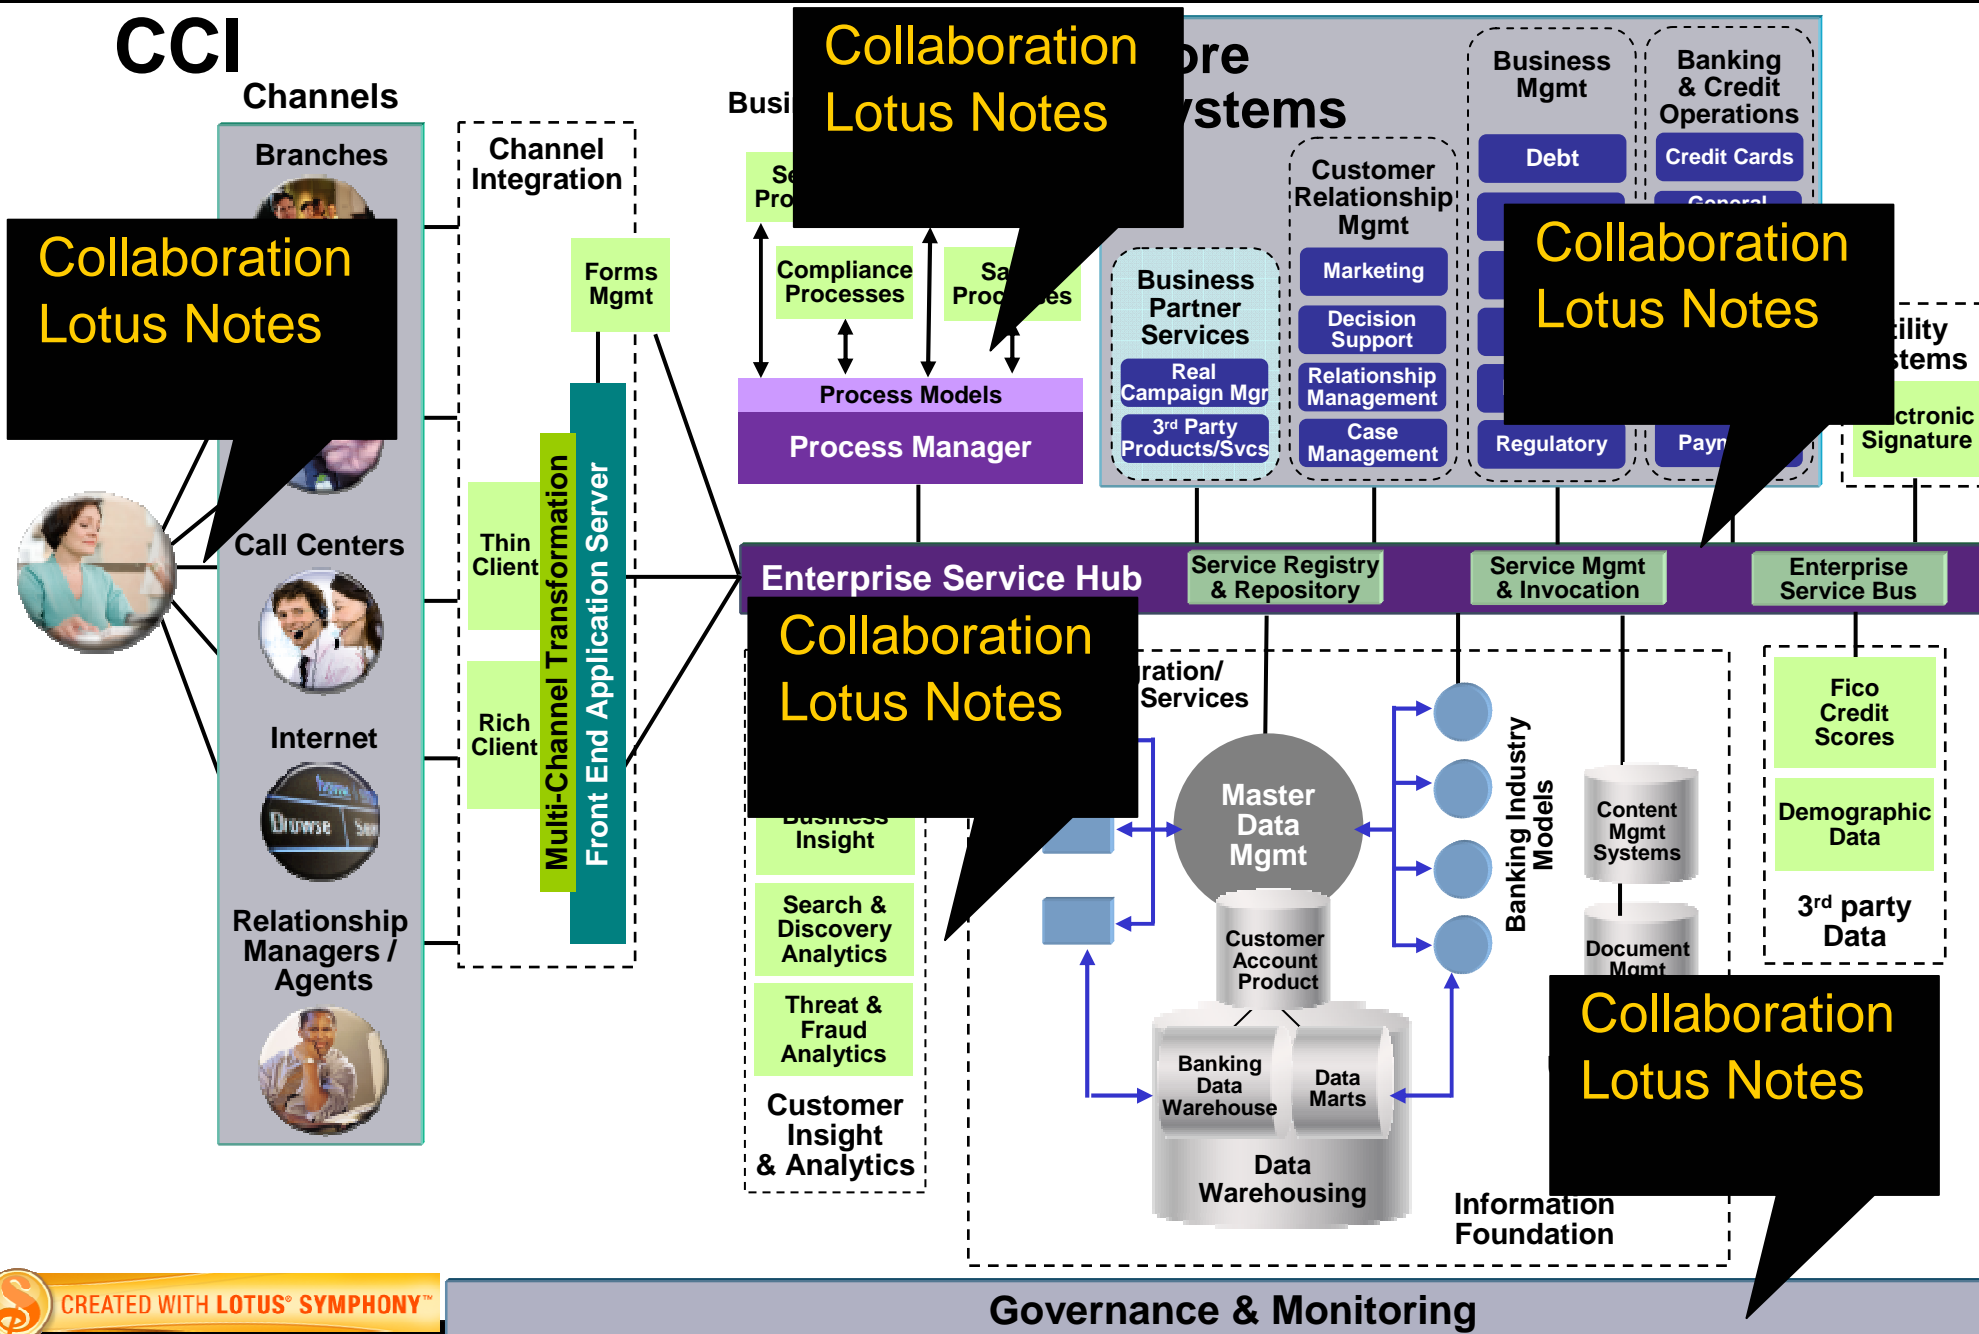 CCI
Channels
Branches
Call Centers
Internet
Browse
Relationship
Managers /
Agents
Collaboration
Lotus Notes
Channel
Integration
Forms
Mgmt
Thin
Client
Rich
Client
Multi-Channel Transformation
Front End Application Server
Collaboration
Lotus Notes
Compliance
Processes
Process Models
Process Manager
Business
Partner
Services
Real
Campaign Mgr
3rd Party
Products/Svcs
Customer
Relationship
Mgmt
Marketing
Decision
Support
Relationship
Management
Case
Management
Business
Mgmt
Debt
Regulatory
Banking
& Credit
Operations
Credit Cards
General
Collaboration
Lotus Notes
Signature
Enterprise Service Hub
Service Registry
& Repository
Service Mgmt
& Invocation
Enterprise
Service Bus
Collaboration
Lotus Notes
Services
Business
Insight
Search &
Discovery
Analytics
Threat &
Fraud
Analytics
Customer
Insight
& Analytics
Master
Data
Mgmt
Customer
Account
Product
Banking
Data
Warehouse
Data
Marts
Data
Warehousing
Banking Industry
Models
Content
Mgmt
Systems
Document
Mgmt
Information
Foundation
Fico
Credit
Scores
Demographic
Data
3rd party
Data
Collaboration
Lotus Notes
CREATED WITH LOTUS® SYMPHONY™
Governance & Monitoring